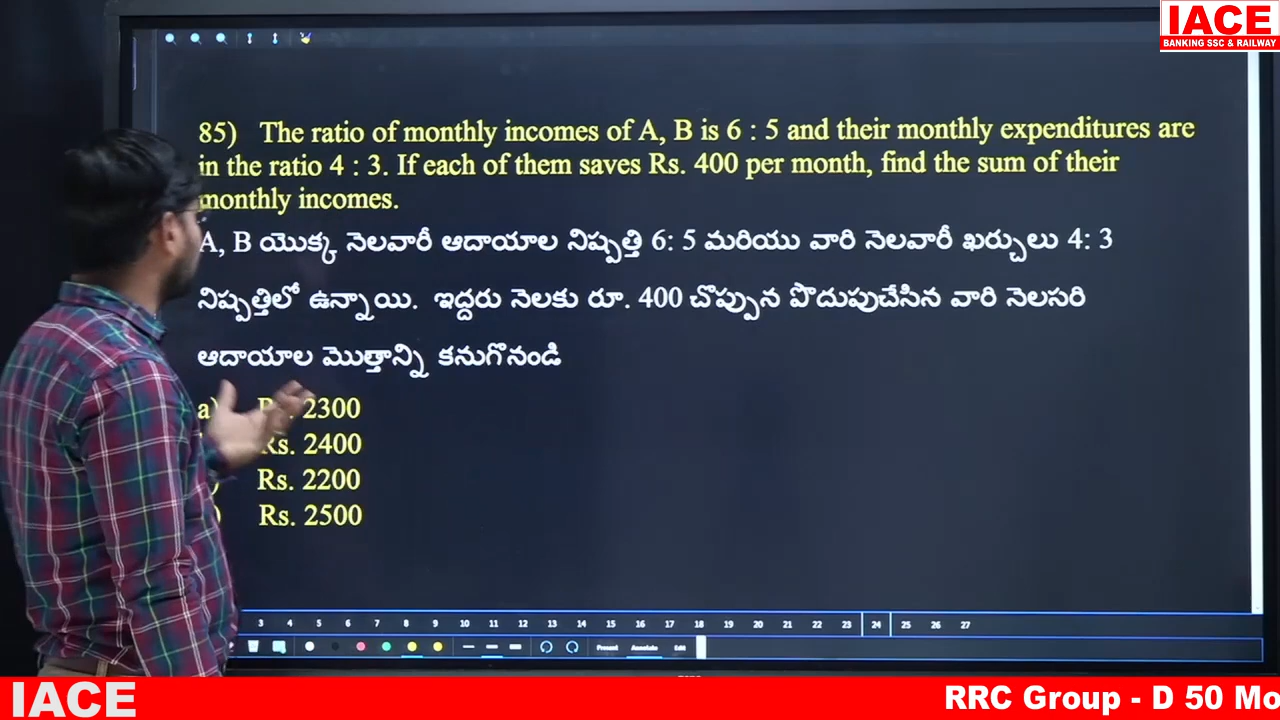 IACE
BANKING SSC & RAILWAY
85) The ratio of monthly incomes of A, B is 6 : 5 and their monthly expenditures are
in the ratio 4 : 3. If each of them saves Rs. 400 per month, find the sum of their
monthly incomes.
A, B యొక్క నెలవారీ ఆదాయాల నిష్పత్తి 6: 5 మరియు వారి నెలవారీ ఖర్చులు 4: 3
నిష్పత్తిలో ఉన్నాయి. ఇద్దరు నెలకు రూ. 400 చొప్పున పొదుపుచేసిన వారి నెలసరి
ఆదాయాల మొత్తాన్ని కనుగొనండి
a) 2300
Rs. 2400
Rs. 2200
Rs. 2500
3 4 5 6 7 8 9 10 11 12 13 14 15 16 17 18 19 20 21 22 23 24 25 26 27
Present Annotate Edit
IACE RRC Group - D 50 Mo